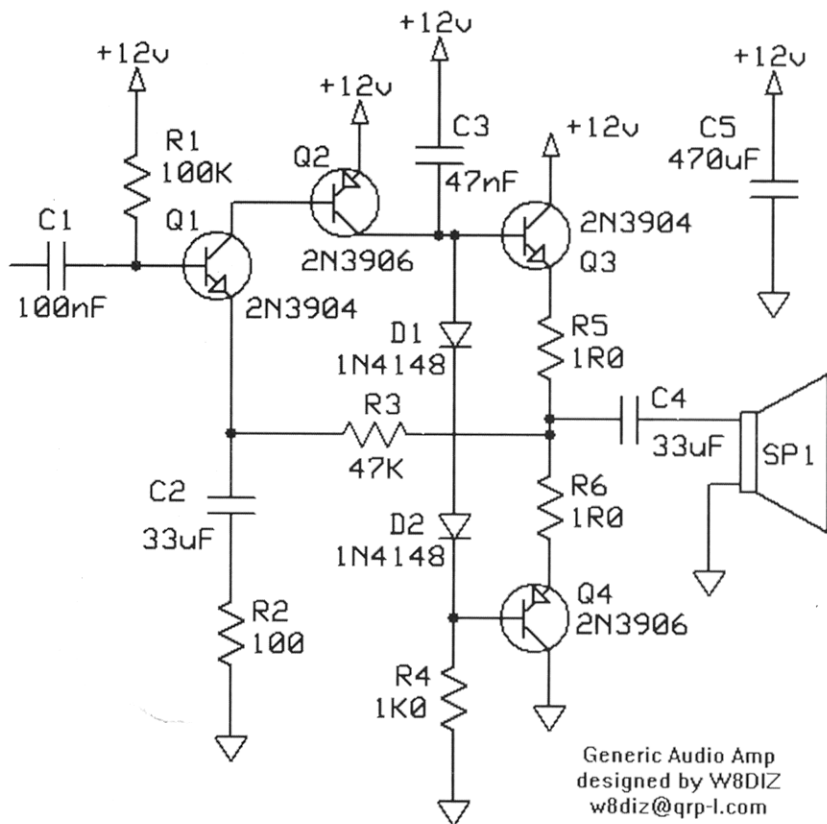 +12v
+12v
+12v
+12v
+12v
R1
100K
C1
100nF
Q1
2N3904
Q2
2N3906
C3
47nF
2N3904
Q3
C5
470uF
D1
1N4148
R5
1R0
R3
47K
C4
33uF
SP1
C2
33uF
D2
1N4148
R6
1R0
R2
100
Q4
2N3906
R4
1K0
Generic Audio Amp
designed by W8DIZ
w8diz@qrp-l.com